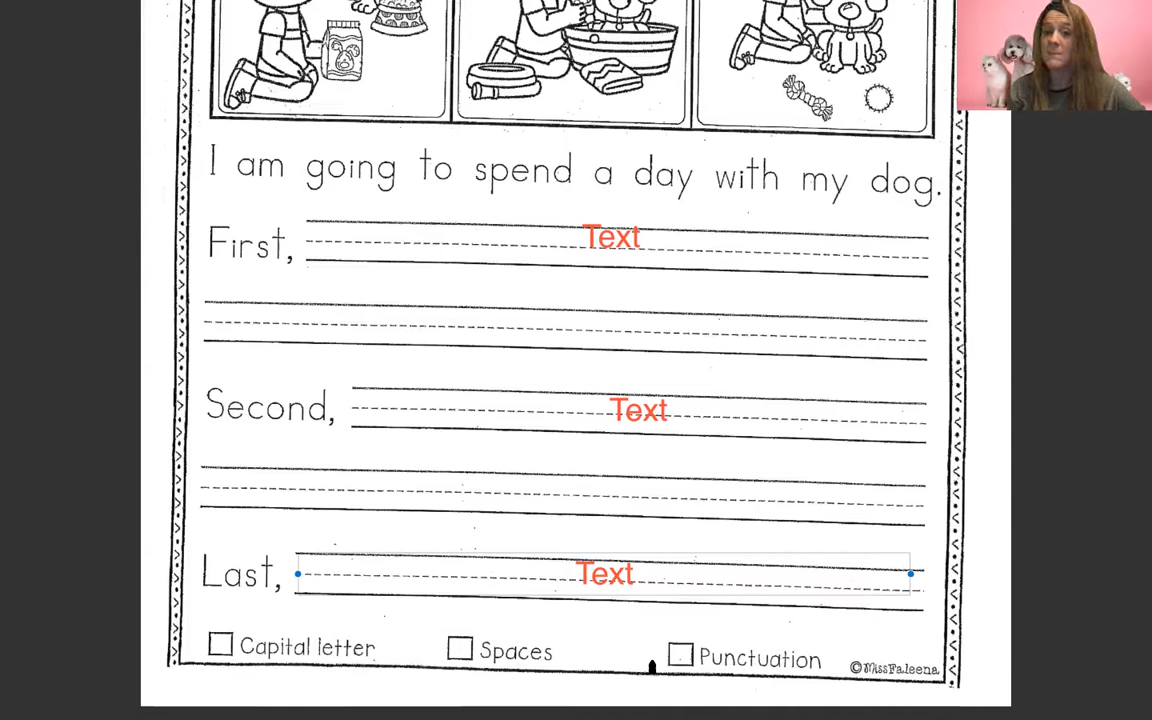 I am going to spend a day with my dog.
First, Text
Second, Text
Last, Text
Capital letter Spaces Punctuation ©MissFaleena